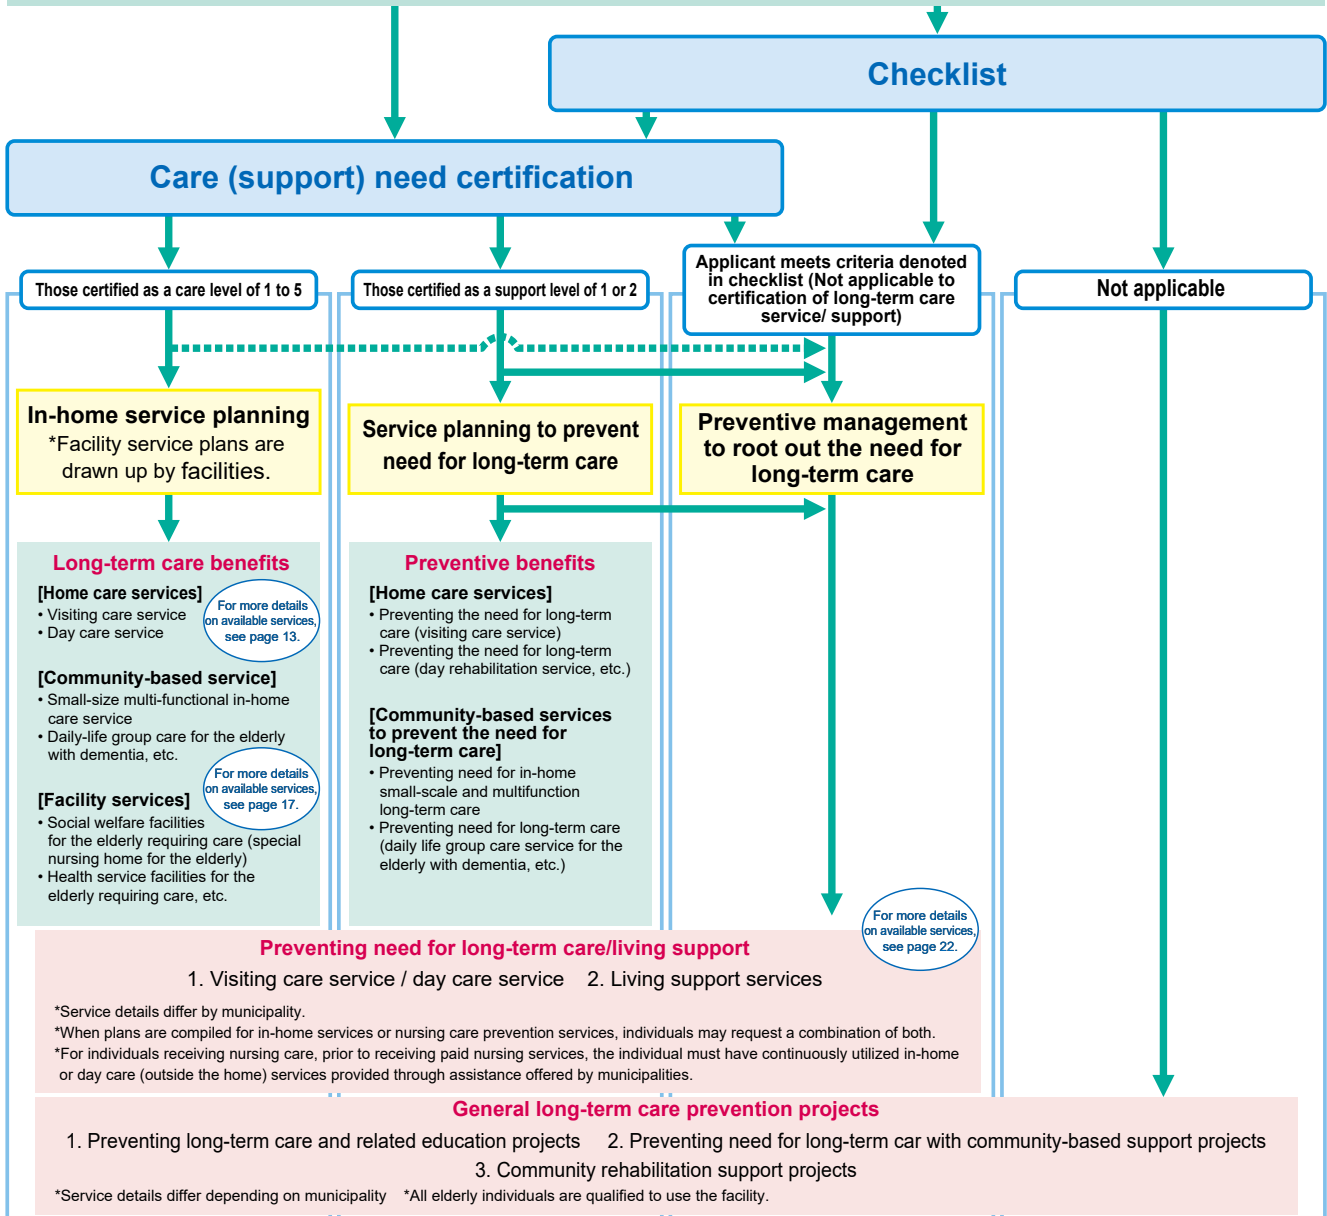 Checklist
Care (support) need certification
Those certified as a care level of 1 to 5
Those certified as a support level of 1 or 2
Applicant meets criteria denoted
in checklist (Not applicable to
certification of long-term care
service/ support)
Not applicable
In-home service planning
*Facility service plans are
drawn up by facilities.
Service planning to prevent
need for long-term care
Preventive management
to root out the need for
long-term care
Long-term care benefits
[Home care services]
• Visiting care service
• Day care service
For more details
on available services,
see page 13.
[Community-based service]
• Small-size multi-functional in-home
care service
• Daily-life group care for the elderly
with dementia, etc.
For more details
on available services,
see page 17.
[Facility services]
• Social welfare facilities
for the elderly requiring care (special
nursing home for the elderly)
• Health service facilities for the
elderly requiring care, etc.
Preventive benefits
[Home care services]
• Preventing the need for long-term
care (visiting care service)
• Preventing the need for long-term
care (day rehabilitation service, etc.)
[Community-based services
to prevent the need for
long-term care]
• Preventing need for in-home
small-scale and multifunction
long-term care
• Preventing need for long-term care
(daily life group care service for the
elderly with dementia, etc.)
For more details
on available services,
see page 22.
Preventing need for long-term care/living support
1. Visiting care service / day care service 2. Living support services
*Service details differ by municipality.
*When plans are compiled for in-home services or nursing care prevention services, individuals may request a combination of both.
*For individuals receiving nursing care, prior to receiving paid nursing services, the individual must have continuously utilized in-home
or day care (outside the home) services provided through assistance offered by municipalities.
General long-term care prevention projects
1. Preventing long-term care and related education projects 2. Preventing need for long-term car with community-based support projects
3. Community rehabilitation support projects
*Service details differ depending on municipality *All elderly individuals are qualified to use the facility.